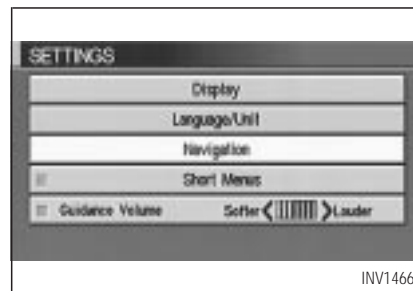 SETTINGS
Display
Language/Unit
Navigation
Short Menus
Guidance Volume Softer Louder
INV1466